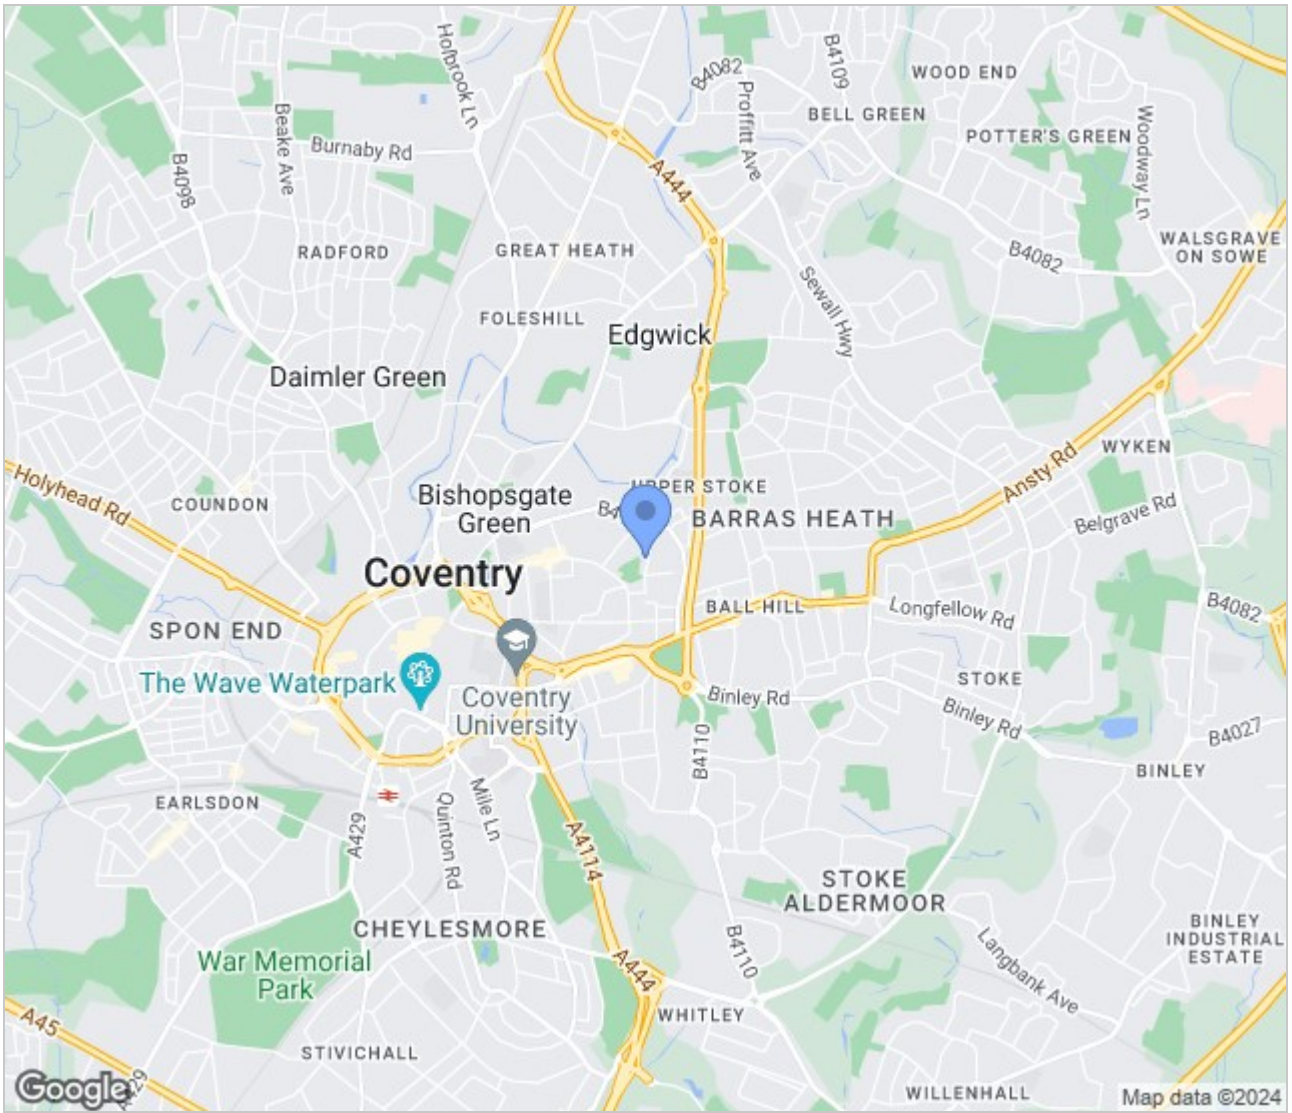 Holbrook Ln
B4082
B4109
WOOD END
Proffitt Ave
BELL GREEN
Beake Ave
Burnaby Rd
POTTER'S GREEN
Woodway Ln
B4098
A444
RADFORD
GREAT HEATH
B4082
WALSGRAVE
ON SOWE
Sewall Hwy
FOLESHILL
Edgwick
Daimler Green
WYKEN
Ansty Rd
Holyhead Rd
COUNDON
Bishopsgate
Green
UPPER STOKE
BARRAS HEATH
Belgrave Rd
Coventry
BALL HILL
Longfellow Rd
B4082
SPON END
The Wave Waterpark
Coventry
University
STOKE
Binley Rd
Binley Rd
B4027
B4110
BINLEY
EARLSDON
A429
Quinton Rd
Mile Ln
A4114
STOKE
ALDERMOOR
CHEYLESMORE
BINLEY
INDUSTRIAL
ESTATE
War Memorial
Park
A444
B4110
Langbank Ave
A45
WHITLEY
STIVICHALL
A429
WILLENHALL
Google
Map data ©2024